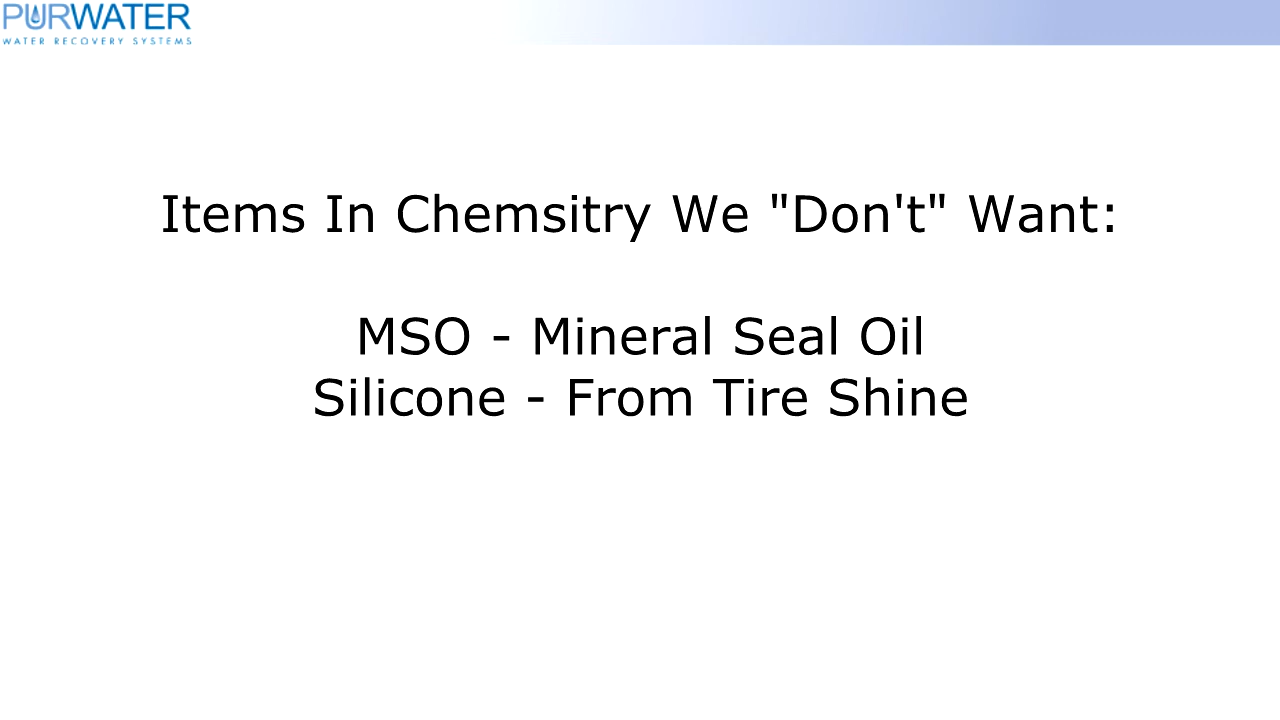 PURWATER
WATER RECOVERY SYSTEMS
Items In Chemsitry We "Don't" Want:
MSO - Mineral Seal Oil
Silicone - From Tire Shine